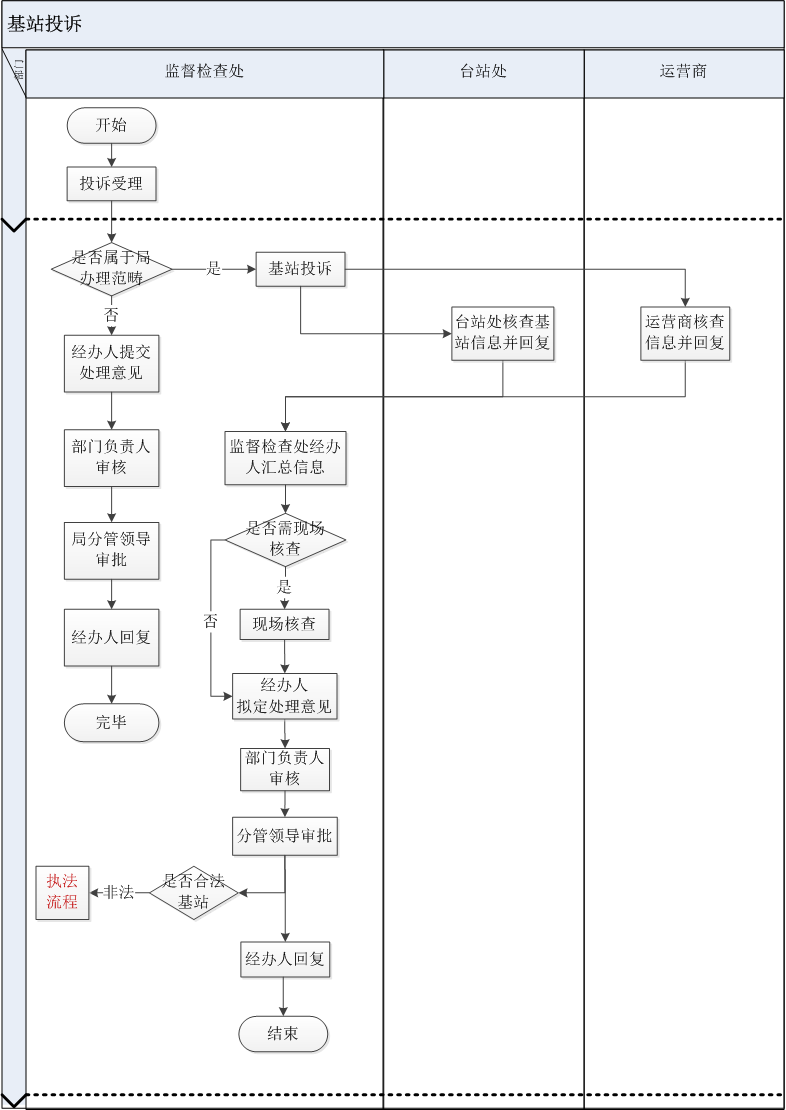 基站投诉
监督检查处
台站处
运营商
开始
投诉受理
是否属于局
办理范畴
是
基站投诉
否
台站处核查基
站信息并回复
运营商核查
信息并回复
经办人提交
处理意见
部门负责人
审核
局分管领导
审批
经办人回复
完毕
监督检查处经办
人汇总信息
是否需现场
核查
是
否
现场核查
经办人
拟定处理意见
部门负责人
审核
分管领导审批
是否合法
基站
非法
执法
流程
经办人回复
结束